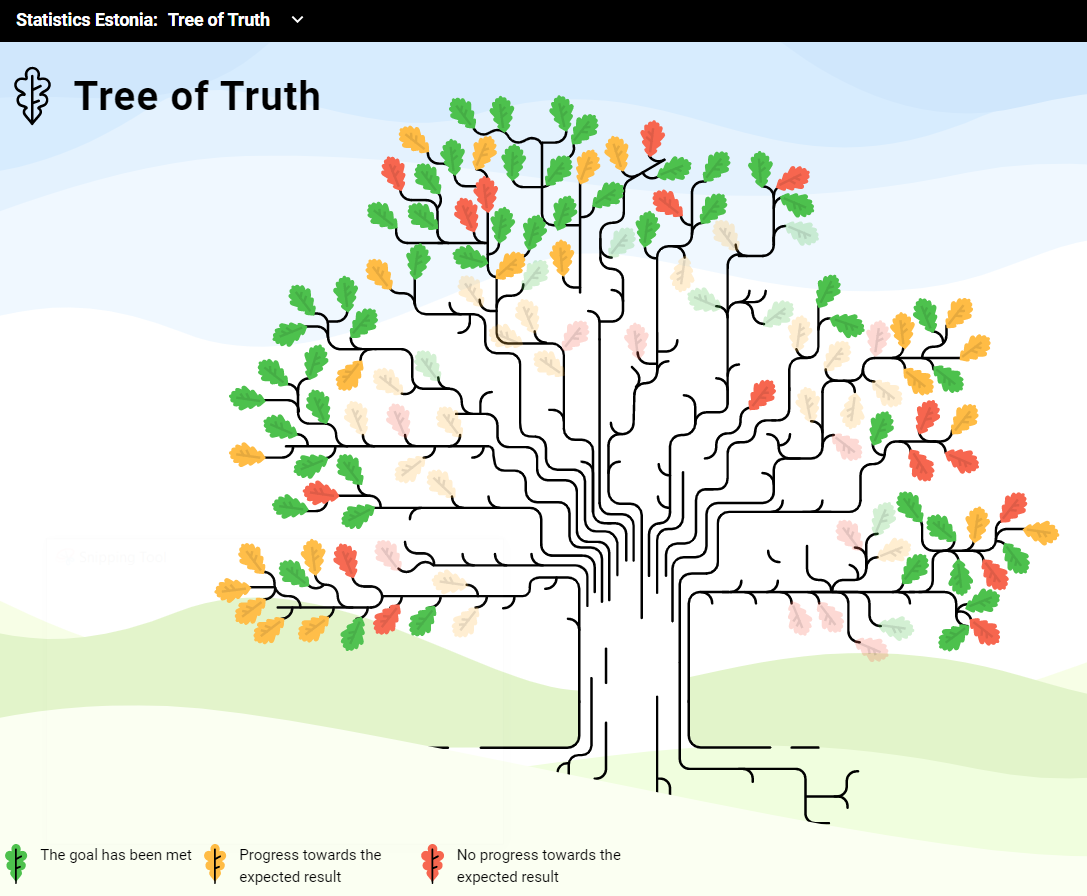 Statistics Estonia: Tree of Truth
Tree of Truth
The goal has been met
Progress towards the
expected result
No progress towards the
expected result